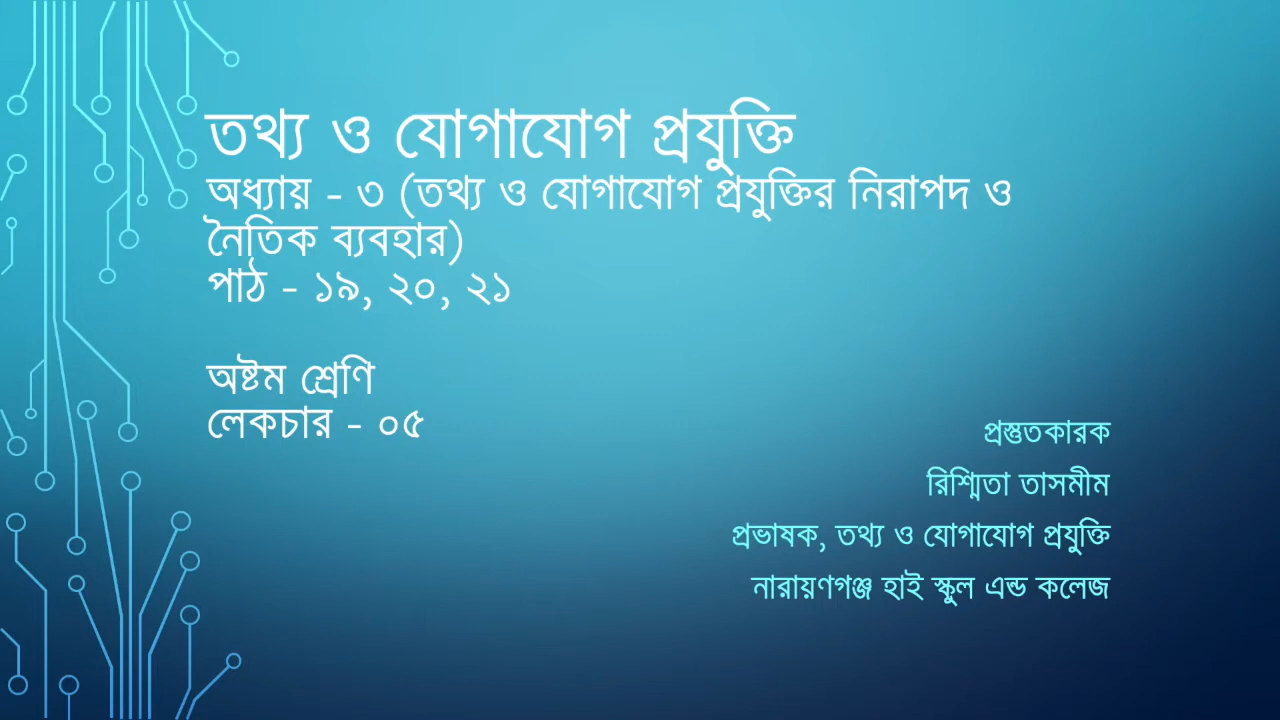 তথ্য ও যোগাযোগ প্রযুক্তি
অধ্যায় - ৩ (তথ্য ও যোগাযোগ প্রযুক্তির নিরাপদ ও
নৈতিক ব্যবহার)
পাঠ - ১৯, ২০, ২১
অষ্টম শ্রেণি
লেকচার - ০৫
প্রস্তুতকারক
রিশ্মিতা তাসমীম
প্রভাষক, তথ্য ও যোগাযোগ প্রযুক্তি
নারায়ণগঞ্জ হাই স্কুল এন্ড কলেজ